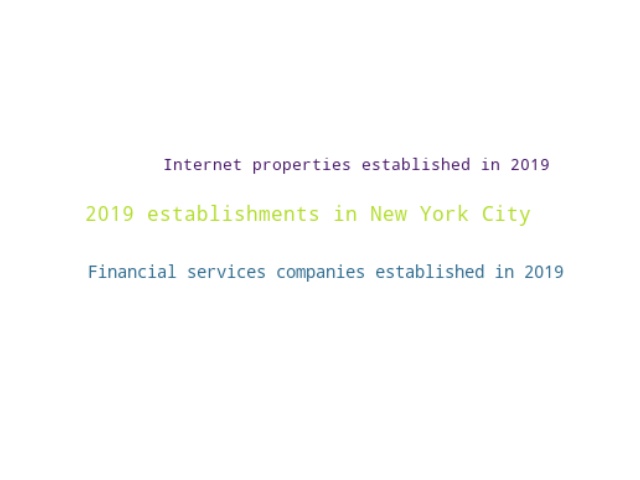 Internet properties established in 2019
2019 establishments in New York City
Financial services companies established in 2019